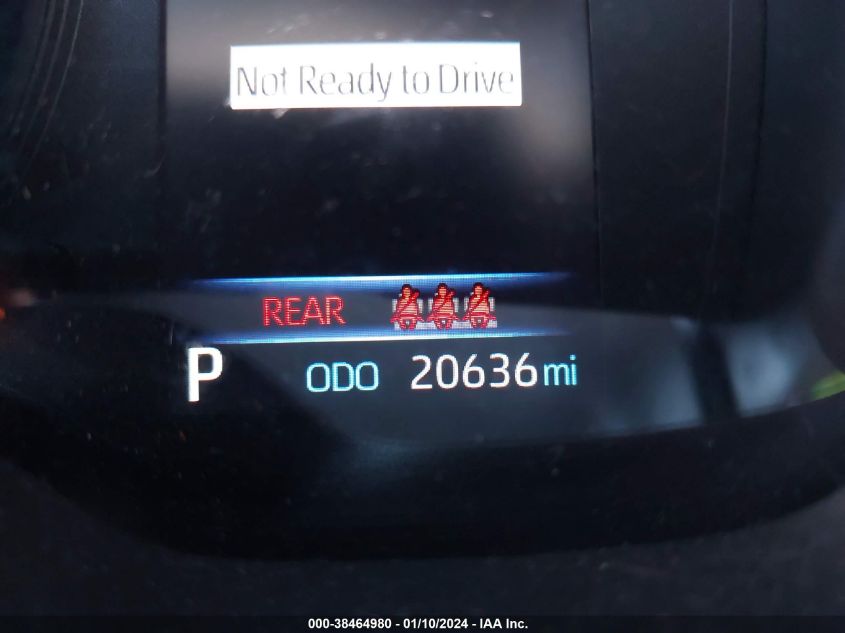 Not Ready to Drive
REAR
P ODO 20636 mi
000-38464980 - 01/10/2024 - IAA Inc.